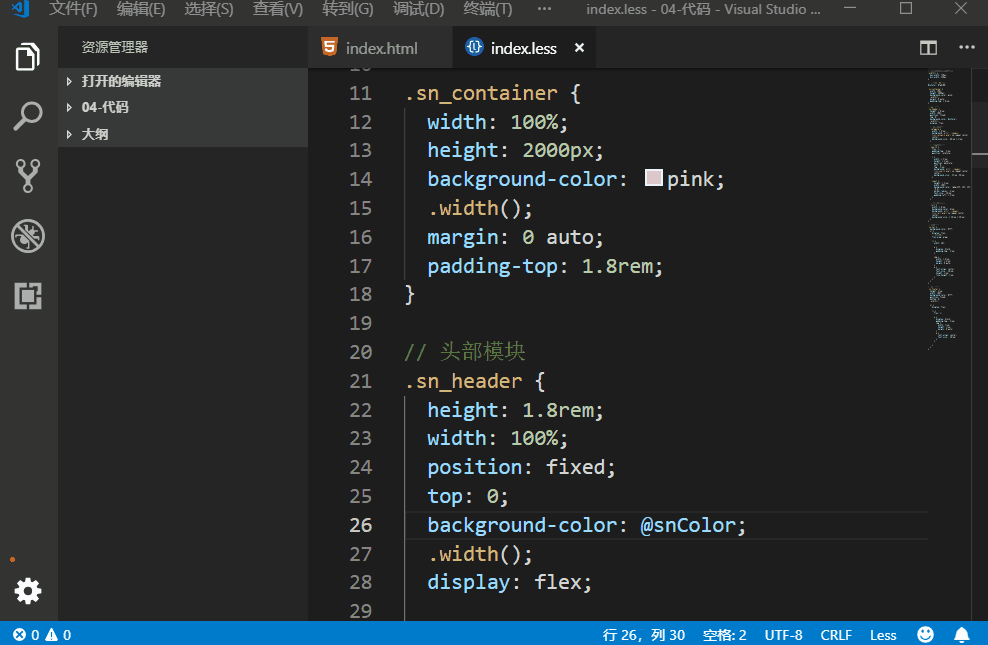 文件(F) 编辑(E) 选择(S) 查看(V) 转到(G) 调试(D) 终端(T) ··· index.less - 04-代码 - Visual Studio ...
资源管理器
index.html index.less
打开的编辑器
04-代码
大纲
11 .sn_container {
12 width: 100%;
13 height: 2000px;
14 background-color: pink;
15 .width();
16 margin: 0 auto;
17 padding-top: 1.8rem;
18 }
19
20 // 头部模块
21 .sn_header {
22 height: 1.8rem;
23 width: 100%;
24 position: fixed;
25 top: 0;
26 background-color: @snColor;
27 .width();
28 display: flex;
29
0 0 行 26，列 30 空格: 2 UTF-8 CRLF Less